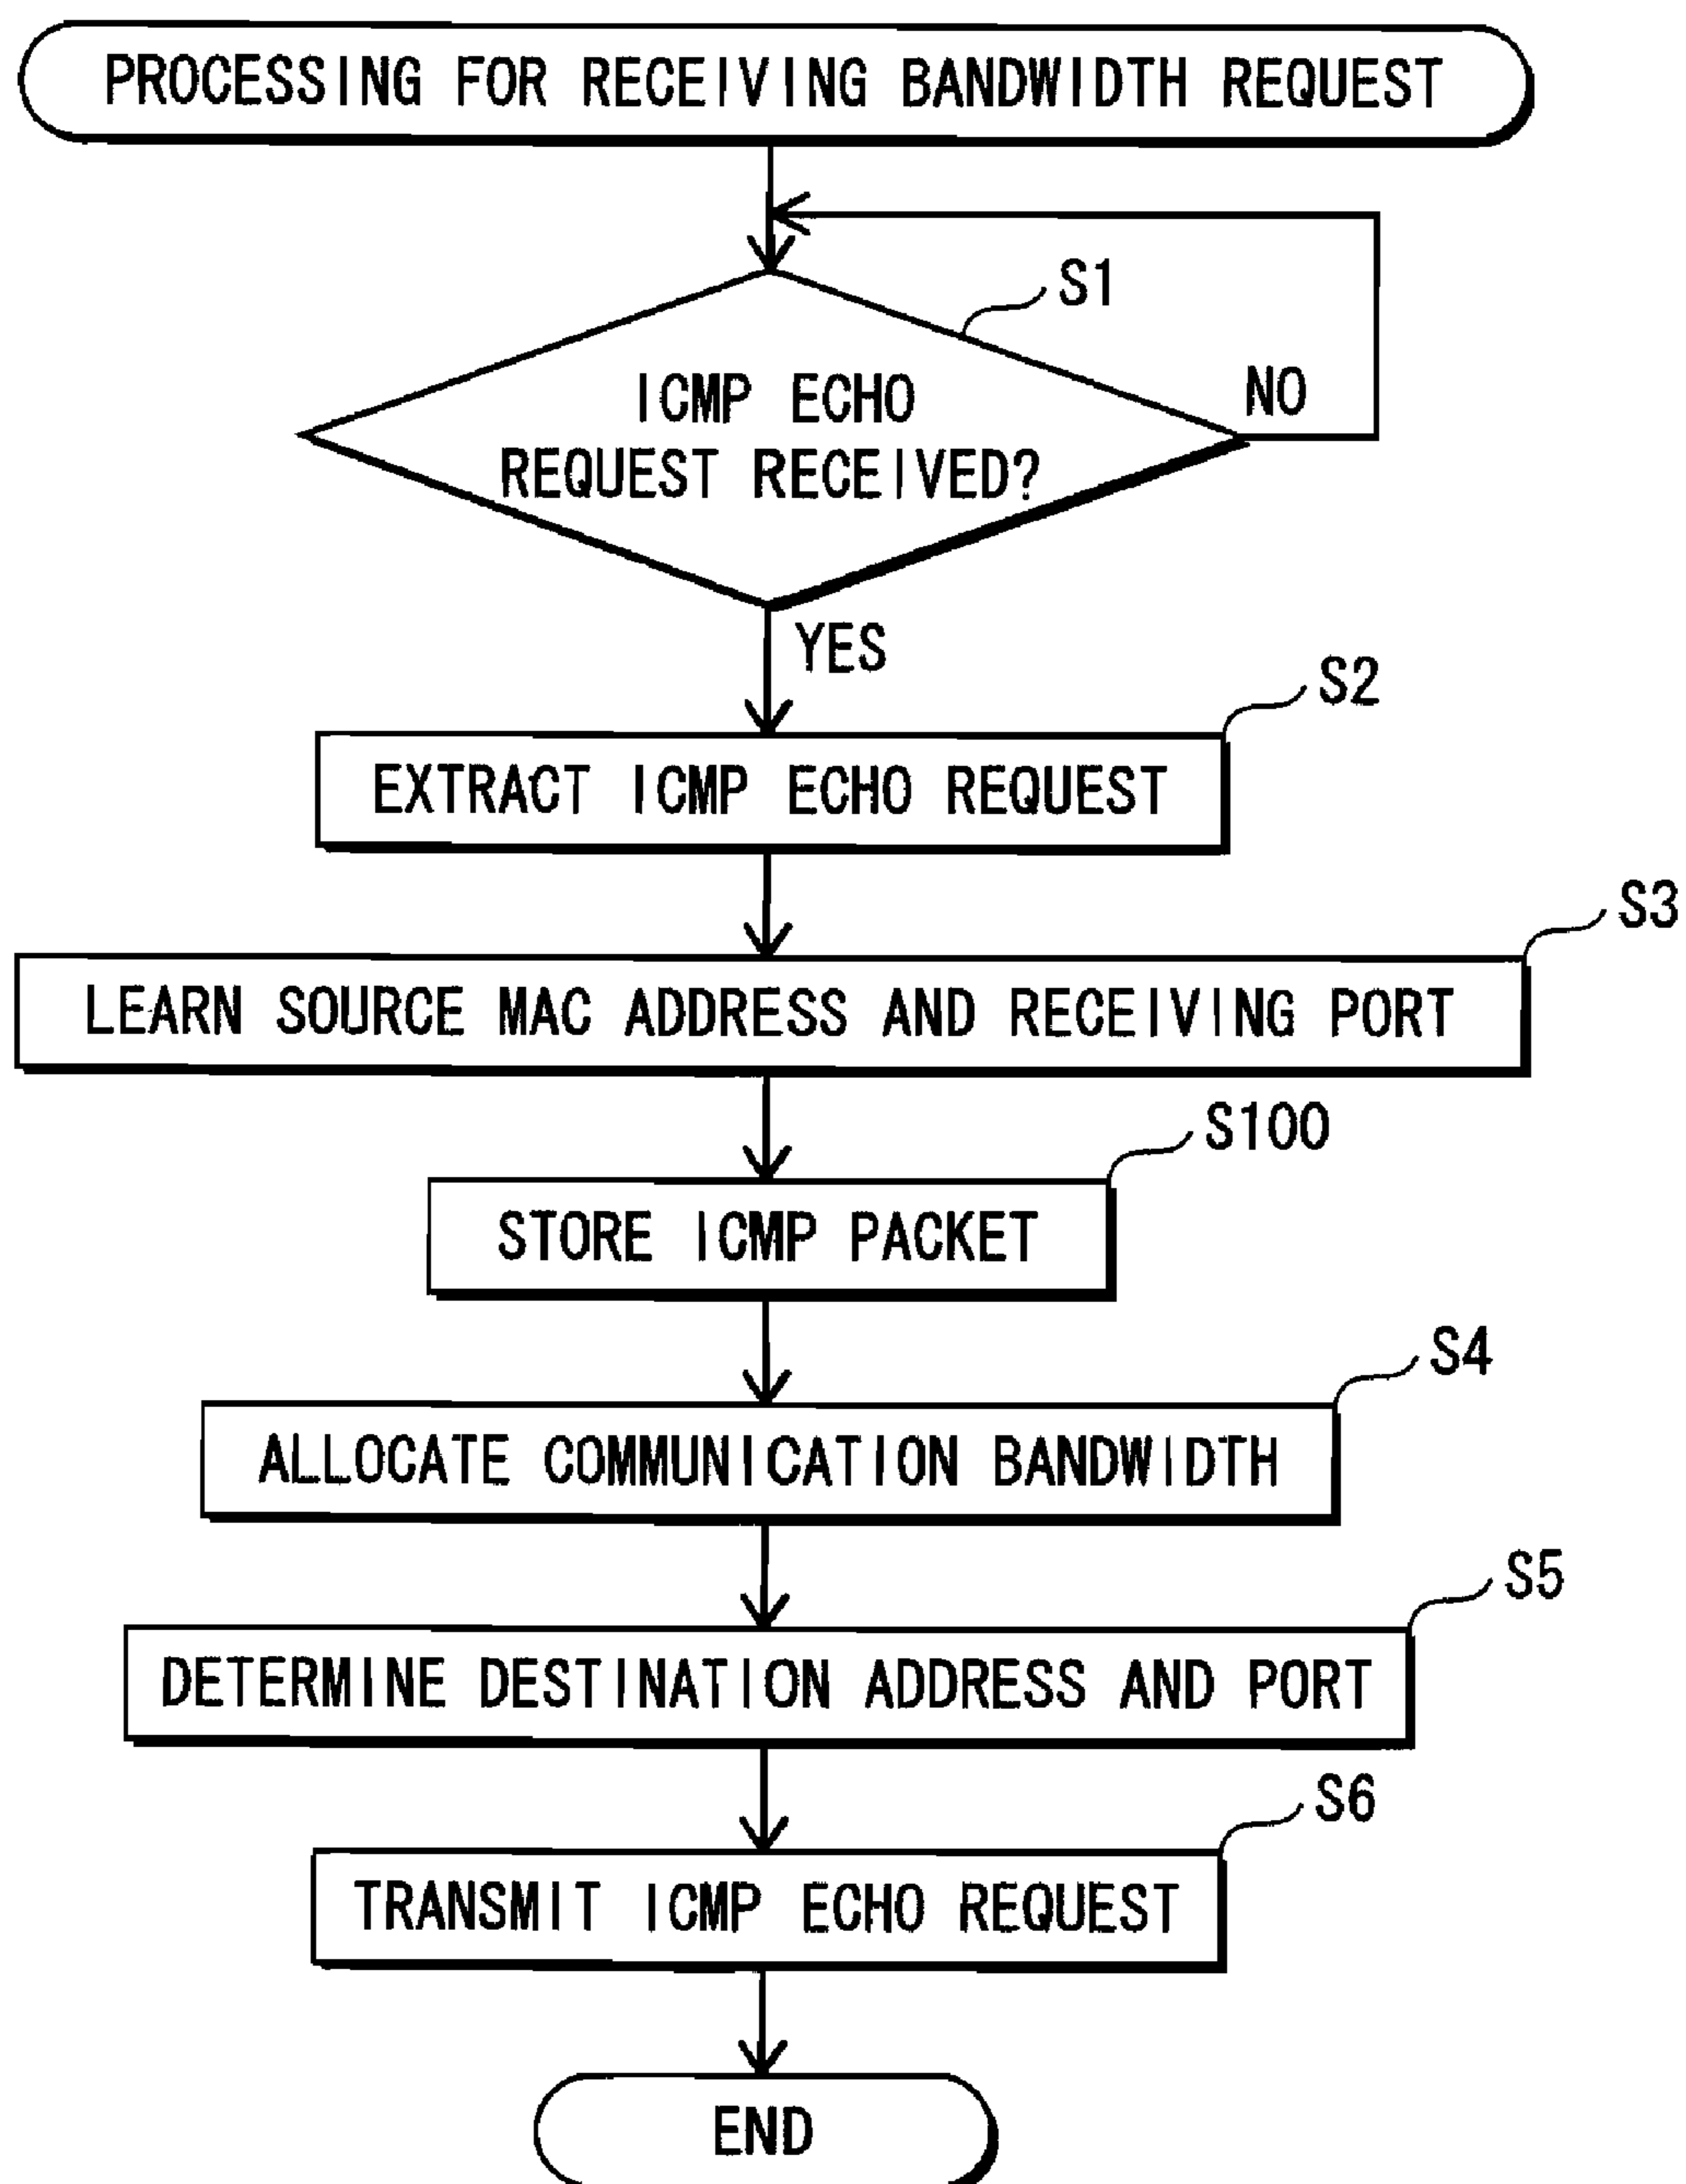 PROCESSING FOR RECEIVING BANDWIDTH REQUEST
S1
ICMP ECHO
REQUEST RECEIVED?
NO
YES
S2
EXTRACT ICMP ECHO REQUEST
S3
LEARN SOURCE MAC ADDRESS AND RECEIVING PORT
S100
STORE ICMP PACKET
S4
ALLOCATE COMMUNICATION BANDWIDTH
S5
DETERMINE DESTINATION ADDRESS AND PORT
S6
TRANSMIT ICMP ECHO REQUEST
END